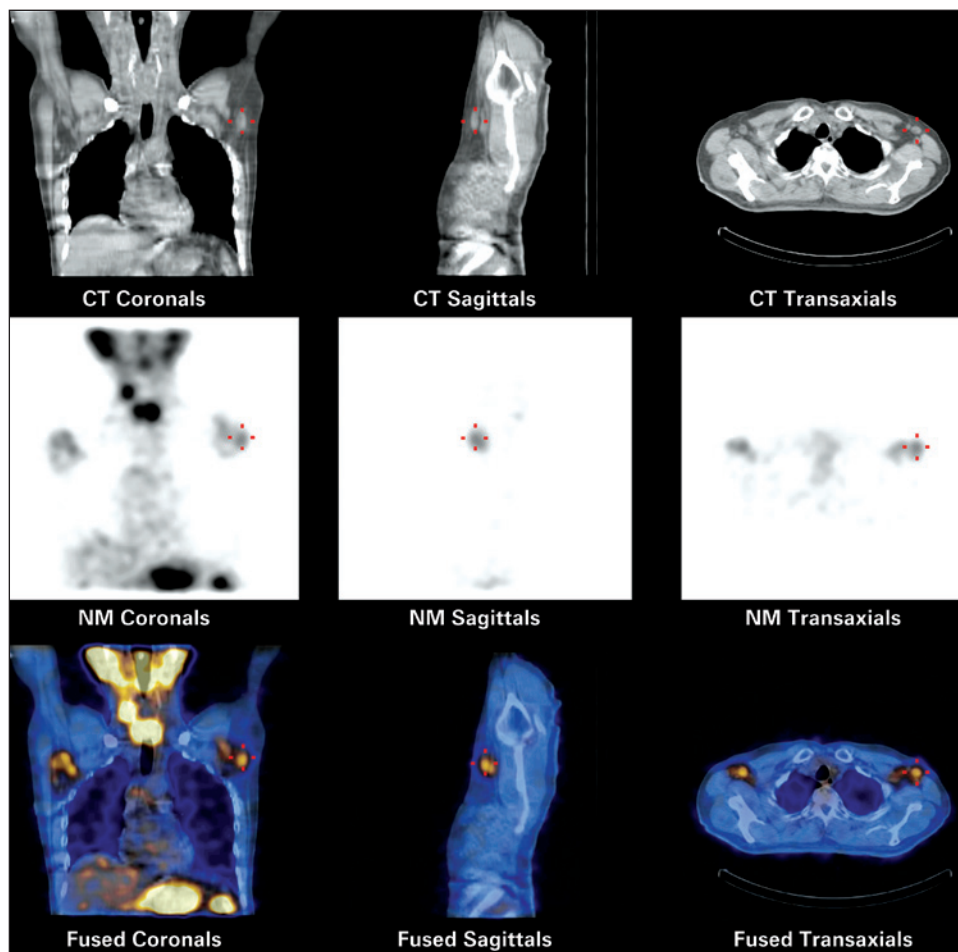 CT Coronals
CT Sagittals
CT Transaxials
NM Coronals
NM Sagittals
NM Transaxials
Fused Coronals
Fused Sagittals
Fused Transaxials